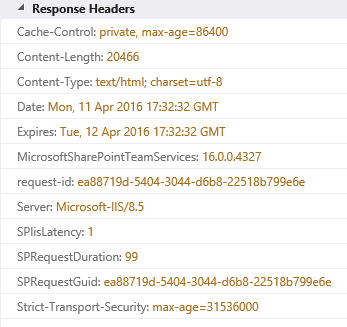 Response Headers
Cache-Control: private, max-age=86400
Content-Length: 20466
Content-Type: text/html; charset=utf-8
Date: Mon, 11 Apr 2016 17:32:32 GMT
Expires: Tue, 12 Apr 2016 17:32:32 GMT
MicrosoftSharePointTeamServices: 16.0.0.4327
request-id: ea88719d-5404-3044-d6b8-22518b799e6e
Server: Microsoft-IIS/8.5
SPIisLatency: 1
SPRequestDuration: 99
SPRequestGuid: ea88719d-5404-3044-d6b8-22518b799e6e
Strict-Transport-Security: max-age=31536000